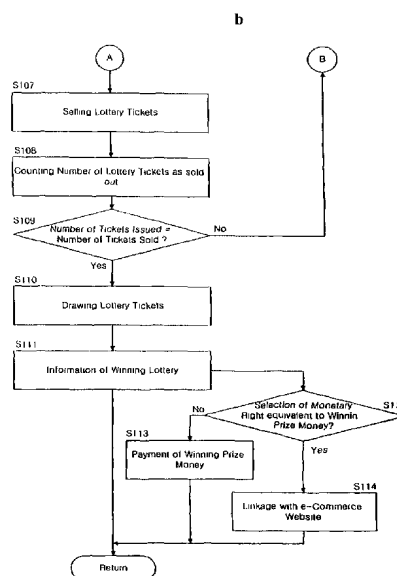 b
A
B
S107
Selling Lottery Tickets
S108
Counting Number of Lottery Tickets as sold
out
S109
Number of Tickets Issued =
Number of Tickets Sold ?
No
Yes
S110
Drawing Lottery Tickets
S111
Information of Winning Lottery
Selection of Monetary
Right equivalent to Winnin
Prize Money?
No
S113
Payment of Winning Prize
Money
Yes
S114
Linkage with e-Commerce
Website
Return